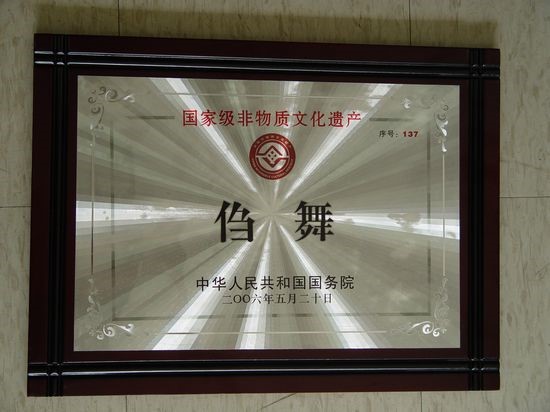 国家级非物质文化遗产
序号：137
㑇舞
中华人民共和国国务院
二〇〇六年五月二十日